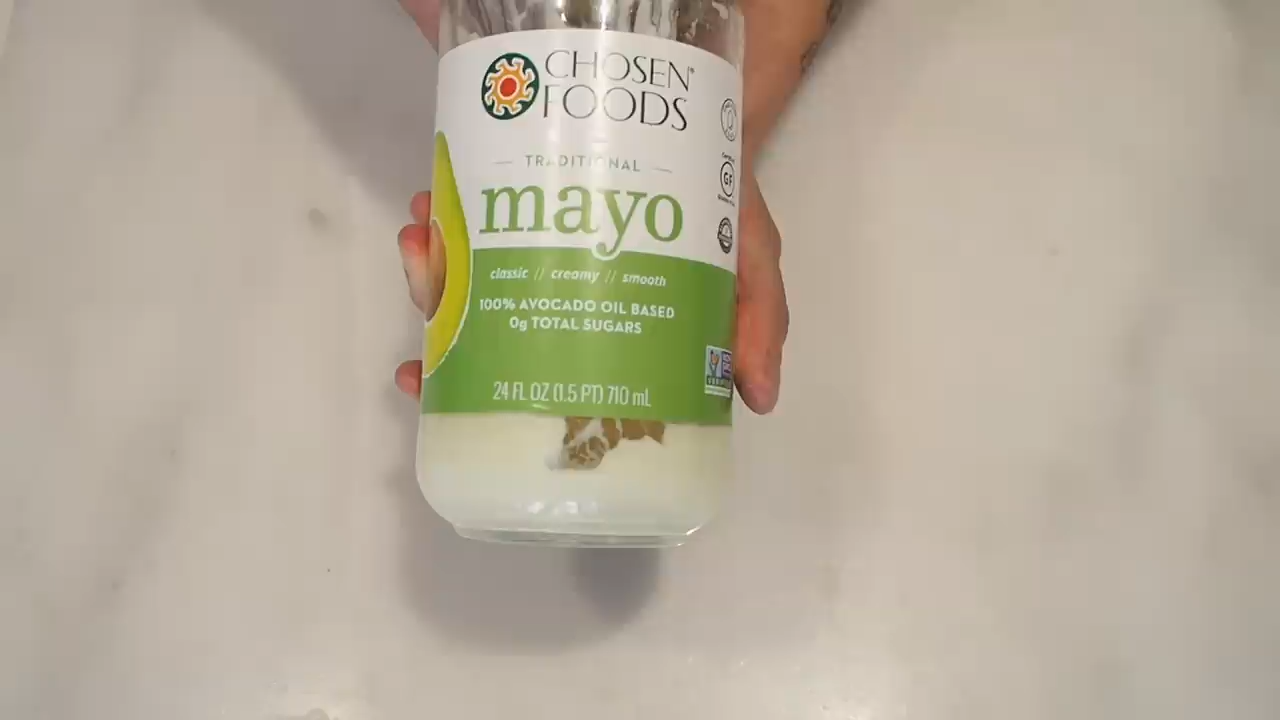 CHOSEN
FOODS
TRADITIONAL
mayo
GF
classic // creamy // smooth
100% AVOCADO OIL BASED
0g TOTAL SUGARS
24 FL OZ (1.5 PT) 710 mL